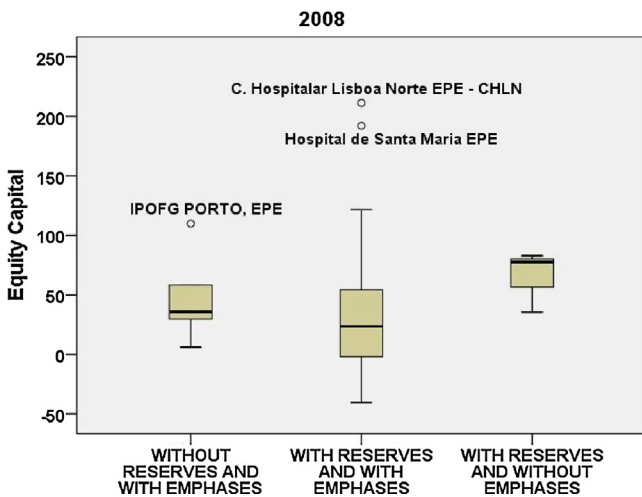 2008
250
200
150
100
50
0
-50
Equity Capital
C. Hospitalar Lisboa Norte EPE - CHLN
Hospital de Santa Maria EPE
IPOFG PORTO, EPE
WITHOUT
RESERVES AND
WITH EMPHASES
WITH RESERVES
AND WITH
EMPHASES
WITH RESERVES
AND WITHOUT
EMPHASES